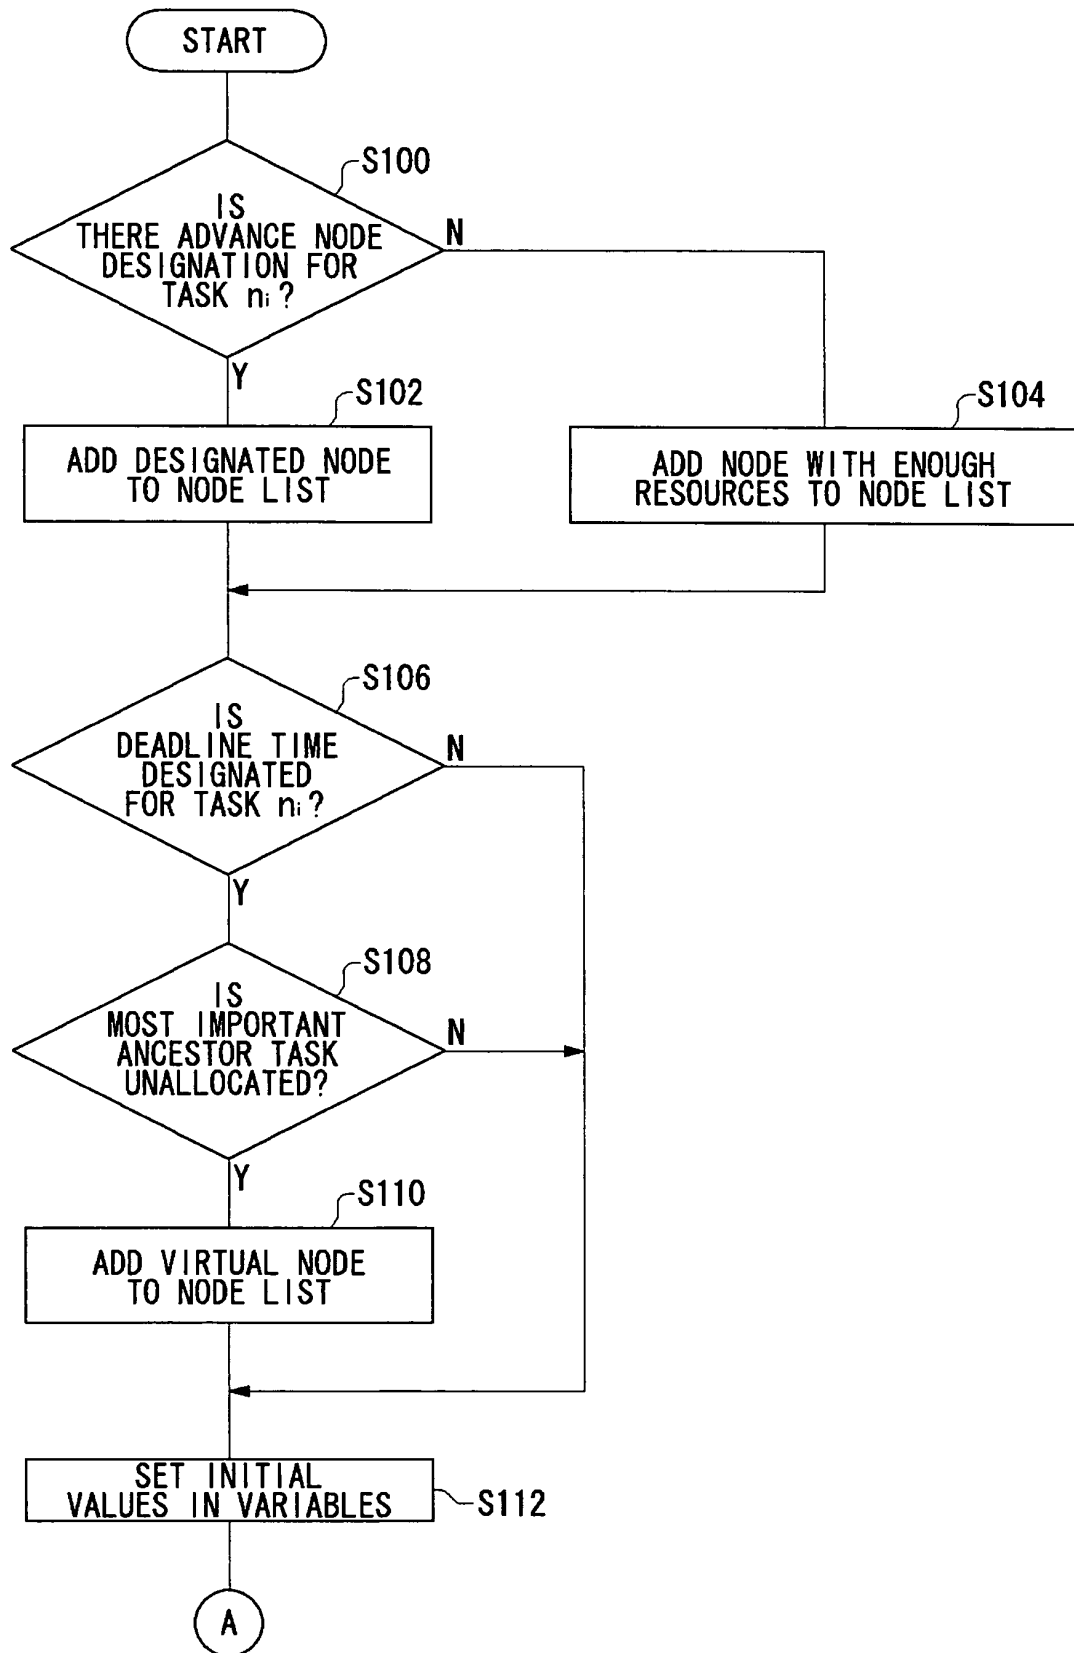 START
S100
IS
THERE ADVANCE NODE
DESIGNATION FOR
TASK ni ?
N
Y
S102
ADD DESIGNATED NODE
TO NODE LIST
S104
ADD NODE WITH ENOUGH
RESOURCES TO NODE LIST
S106
IS
DEADLINE TIME
DESIGNATED
FOR TASK ni ?
N
Y
S108
IS
MOST IMPORTANT
ANCESTOR TASK
UNALLOCATED?
N
Y
S110
ADD VIRTUAL NODE
TO NODE LIST
SET INITIAL
VALUES IN VARIABLES
S112
A